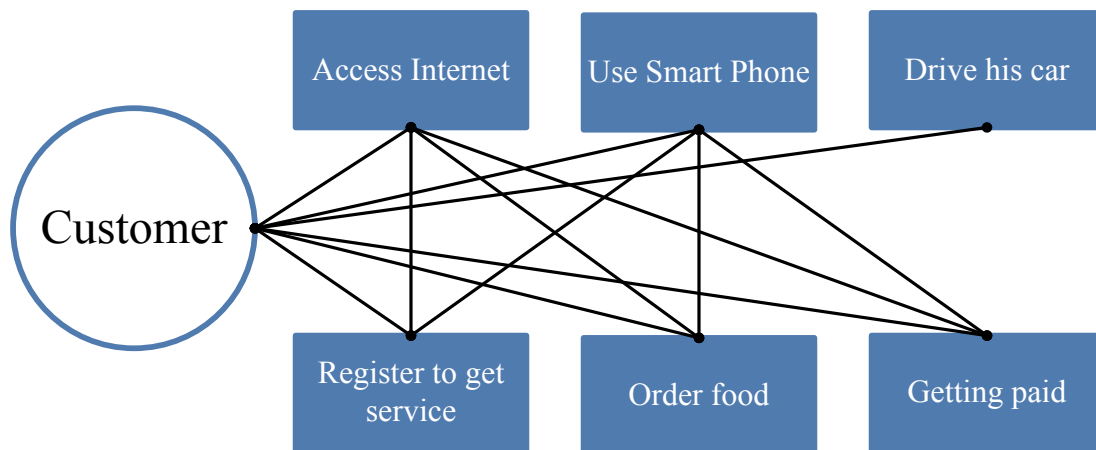 Access Internet
Use Smart Phone
Drive his car
Customer
Register to get
service
Order food
Getting paid